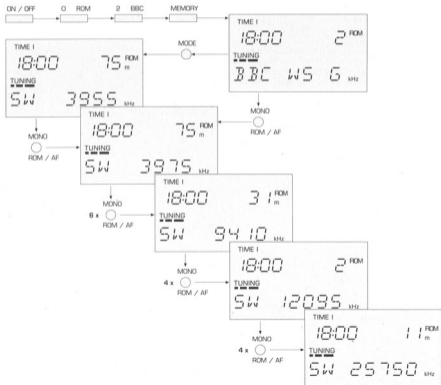 ON / OFF 0 ROM 2 BBC MEMORY
TIME I
18:00 2 ROM
TUNING
BBC WS 6 kHz
MODE
TIME I
18:00 75 ROM
m
TUNING
SW 3955 kHz
MONO
ROM / AF
MONO
ROM / AF
TIME I
18:00 75 ROM
m
TUNING
SW 3975 kHz
MONO
6 x
ROM / AF
TIME I
18:00 31 ROM
m
TUNING
SW 9410 kHz
MONO
4 x
ROM / AF
TIME I
18:00 2 ROM
TUNING
SW 12095 kHz
MONO
4 x
ROM / AF
TIME I
18:00 11 ROM
m
TUNING
SW 25750 kHz